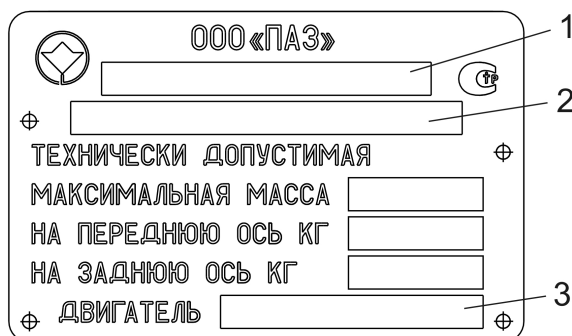 ООО «ПАЗ»
1
2
ТЕХНИЧЕСКИ ДОПУСТИМАЯ
МАКСИМАЛЬНАЯ МАССА
НА ПЕРЕДНЮЮ ОСЬ КГ
НА ЗАДНЮЮ ОСЬ КГ
ДВИГАТЕЛЬ
3